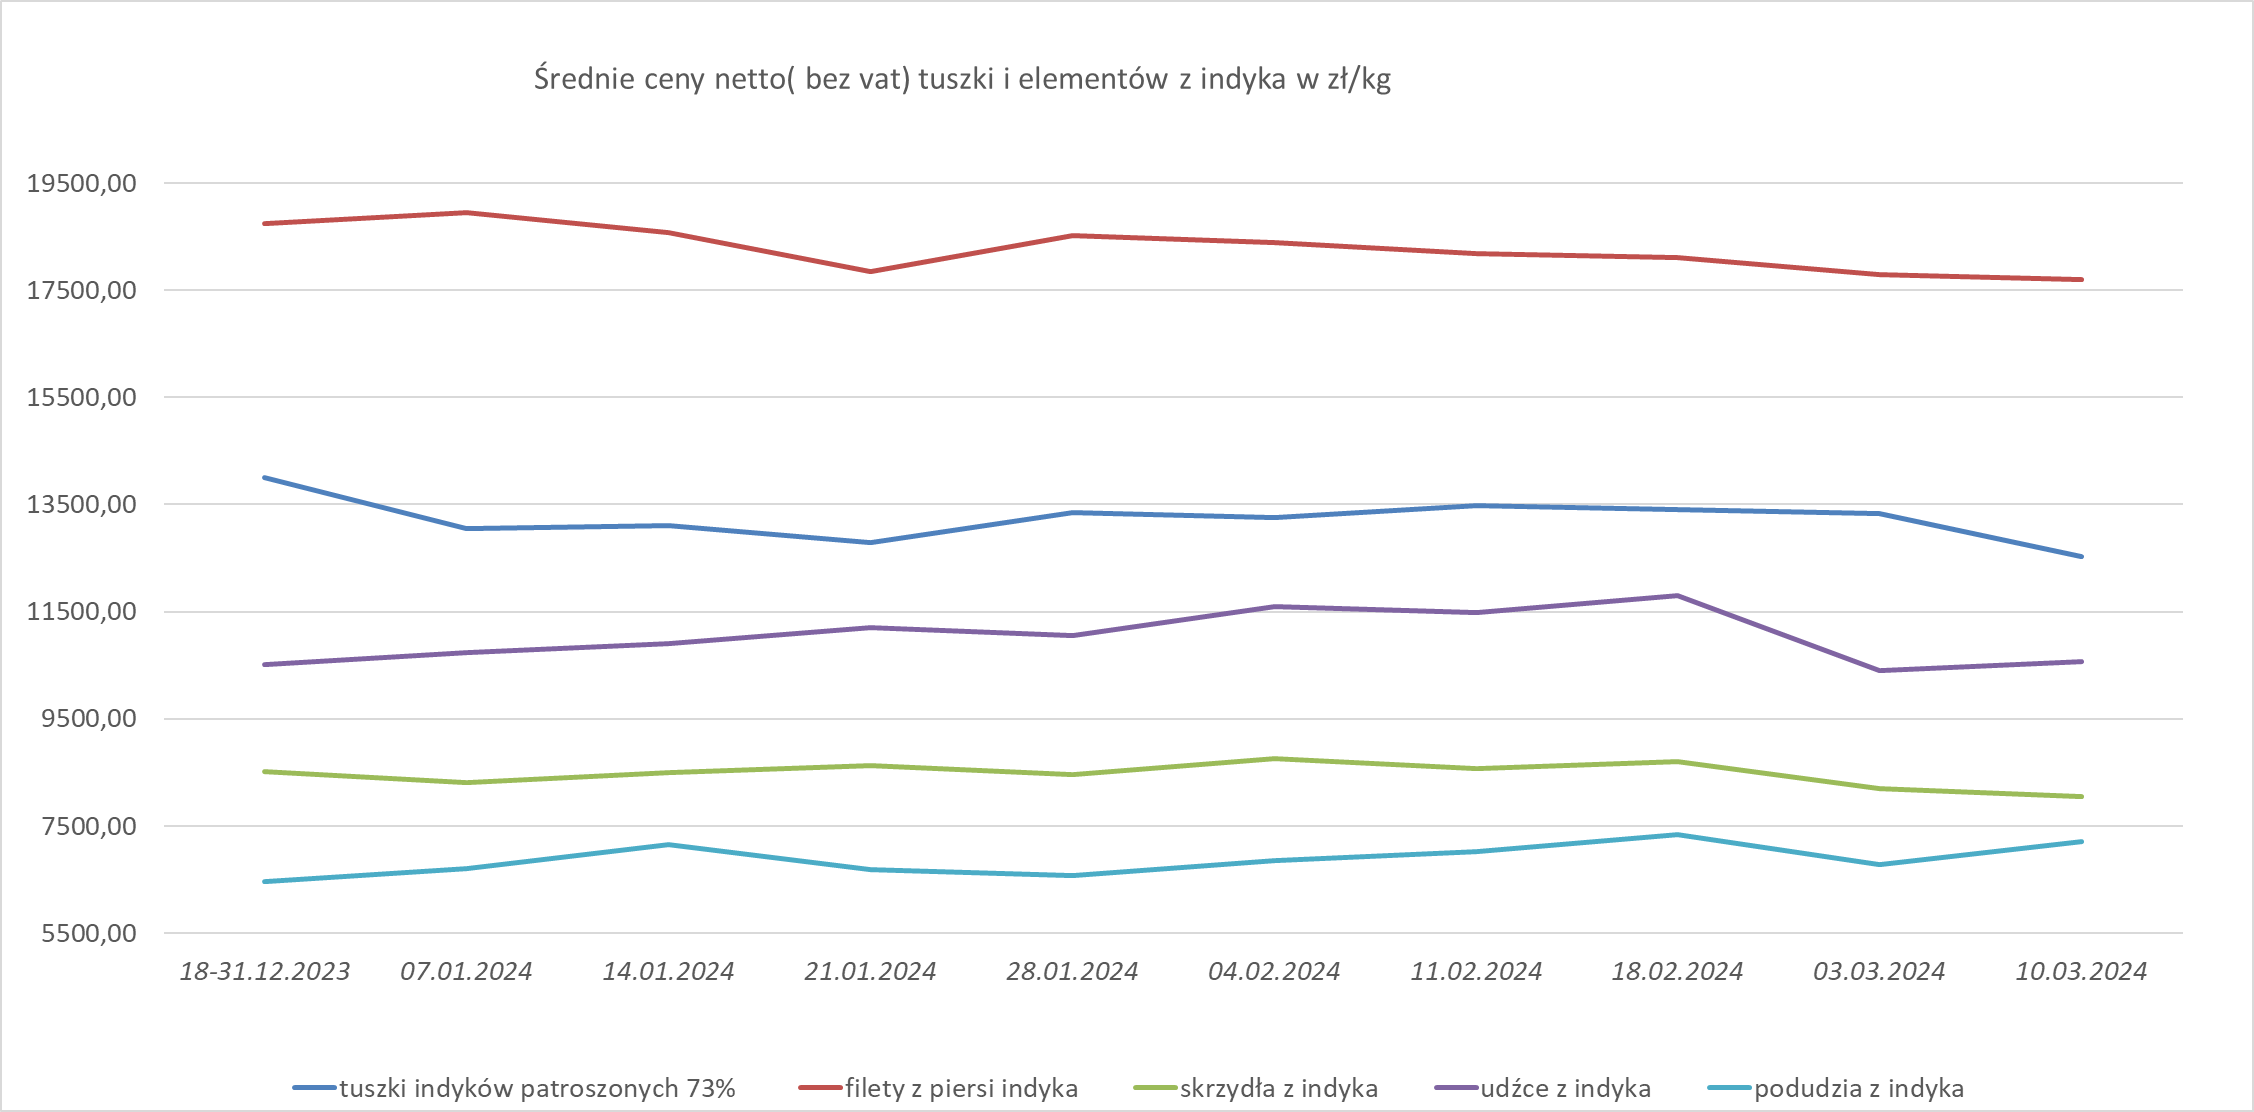 Średnie ceny netto( bez vat) tuszki i elementów z indyka w zł/kg
19500,00
17500,00
15500,00
13500,00
11500,00
9500,00
7500,00
5500,00
18-31.12.2023 07.01.2024 14.01.2024 21.01.2024 28.01.2024 04.02.2024 11.02.2024 18.02.2024 03.03.2024 10.03.2024
tuszki indyków patroszonych 73% filety z piersi indyka skrzydła z indyka udźce z indyka podudzia z indyka